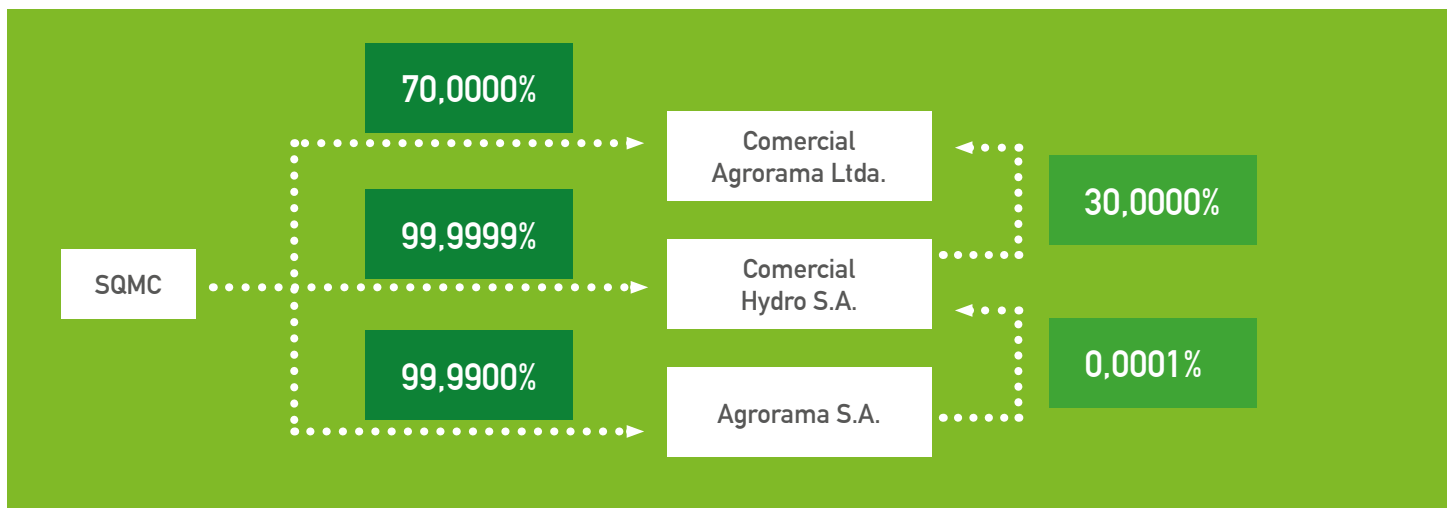 70,0000%
Comercial
Agrorama Ltda.
30,0000%
99,9999%
SQMC
Comercial
Hydro S.A.
99,9900%
0,0001%
Agrorama S.A.